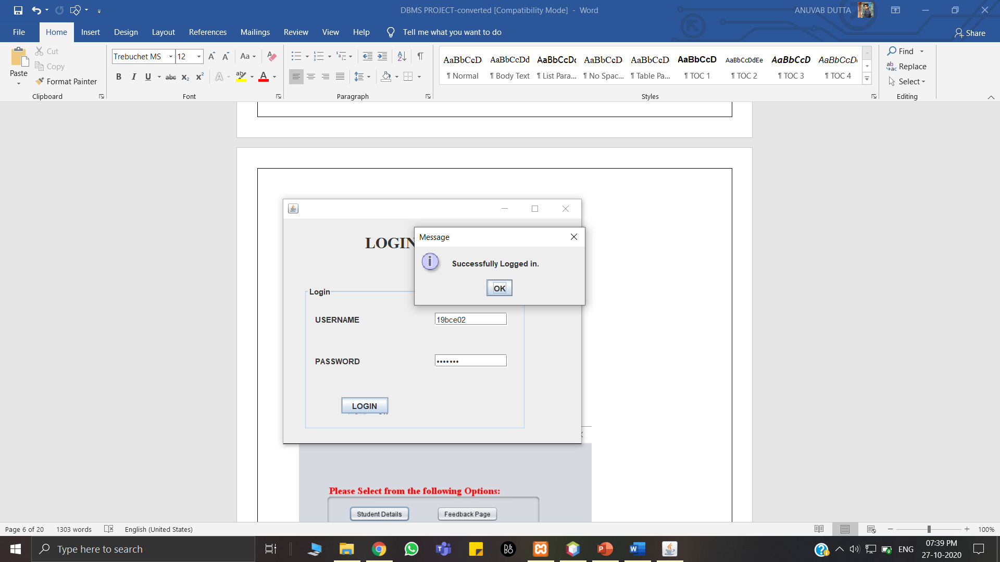 DBMS PROJECT-converted [Compatibility Mode] - Word
ANUVAB DUTTA
File Home Insert Design Layout References Mailings Review View Help Tell me what you want to do
Share
Paste
Cut
Copy
Format Painter
Clipboard
Trebuchet MS 12
Font
Paragraph
AaBbCcD AaBbCcDd AaBbCcDc AaBbCcD AaBbCcD AaBbCcD AaBbCcDdEe AaBbCcD AaBbCcD
¶ Normal ¶ Body Text ¶ List Para... ¶ No Spac... ¶ Table Pa... ¶ TOC 1 ¶ TOC 2 ¶ TOC 3 ¶ TOC 4
Styles
Find
Replace
Select
Editing
LOGIN
Message
Successfully Logged in.
OK
Login
USERNAME
19bce02
PASSWORD
•••••••
LOGIN
Please Select from the following Options:
Student Details Feedback Page
Page 6 of 20 1303 words English (United States)
100%
Type here to search
ENG
07:39 PM
27-10-2020